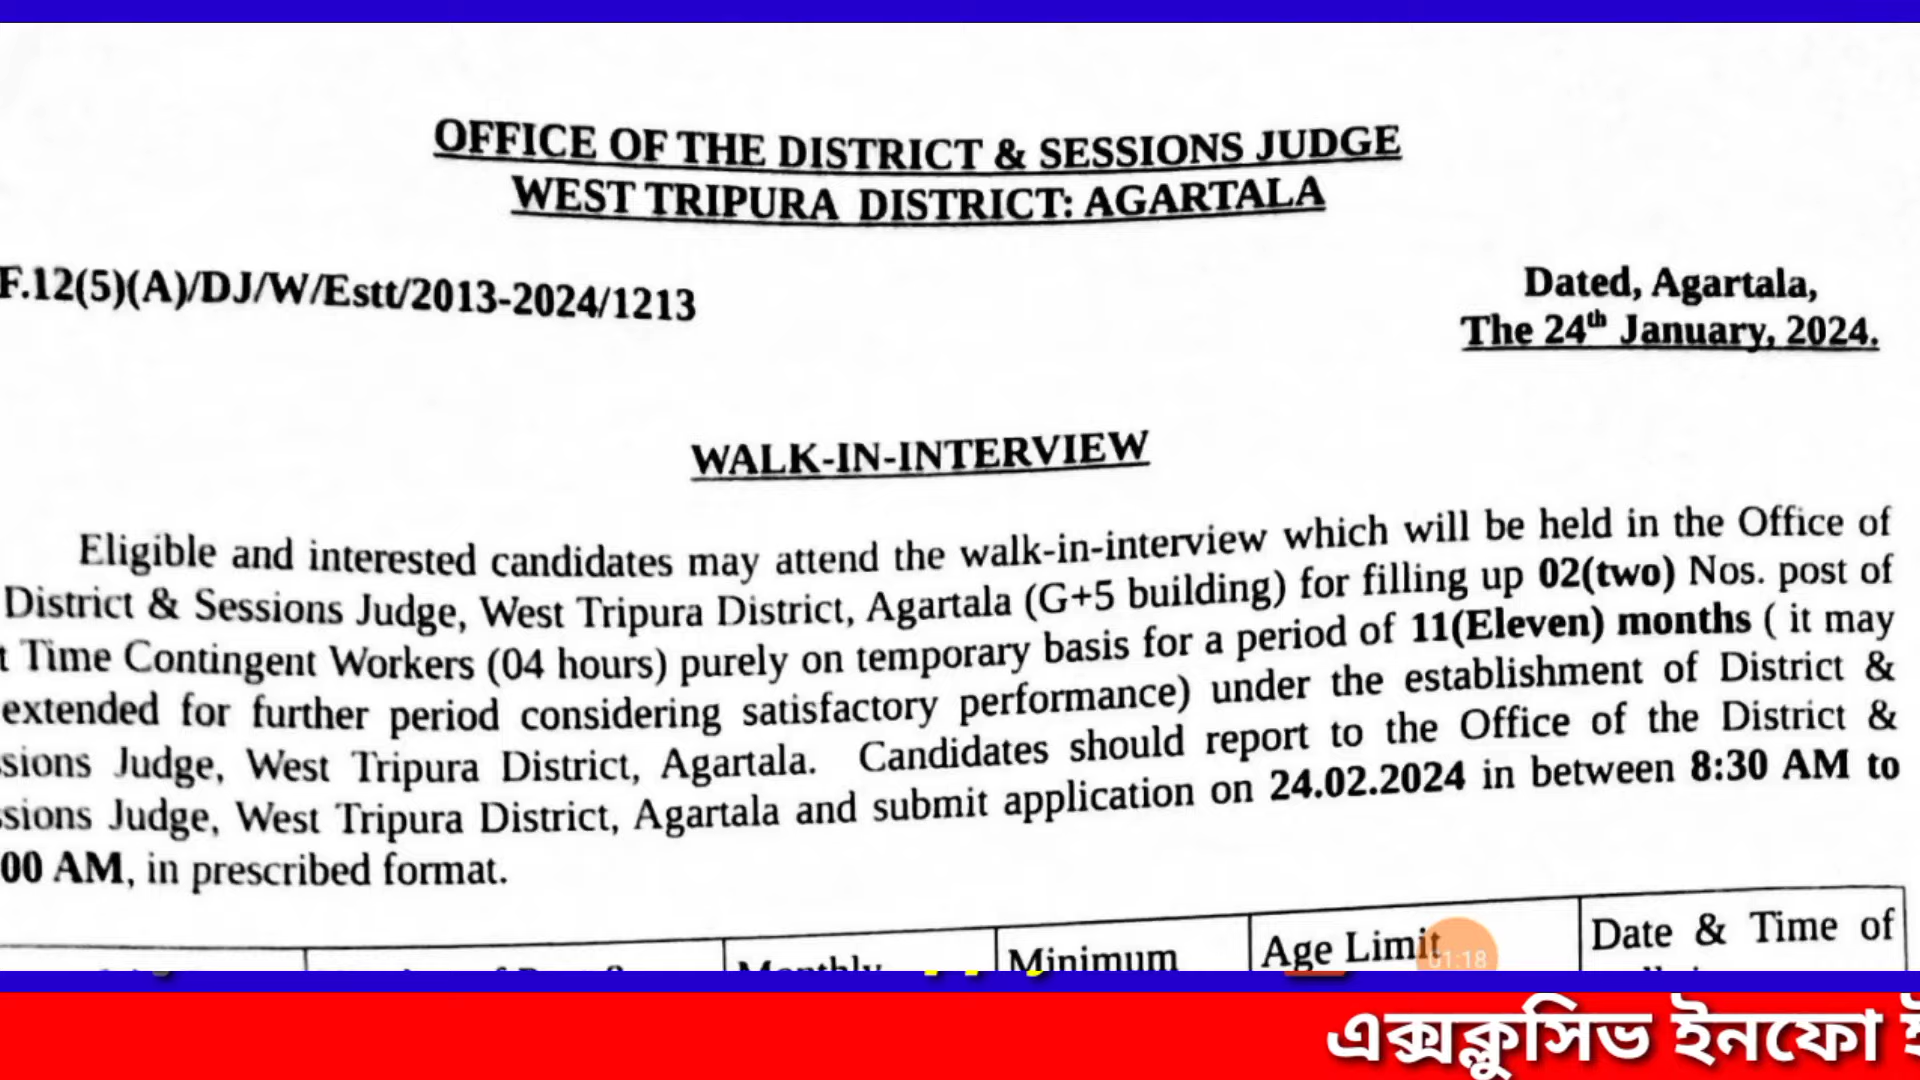 OFFICE OF THE DISTRICT & SESSIONS JUDGE
WEST TRIPURA DISTRICT: AGARTALA
F.12(5)(A)/DJ/W/Estt/2013-2024/1213
Dated, Agartala,
The 24th January, 2024.
WALK-IN-INTERVIEW
Eligible and interested candidates may attend the walk-in-interview which will be held in the Office of
District & Sessions Judge, West Tripura District, Agartala (G+5 building) for filling up 02(two) Nos. post of
t Time Contingent Workers (04 hours) purely on temporary basis for a period of 11(Eleven) months ( it may
extended for further period considering satisfactory performance) under the establishment of District &
sions Judge, West Tripura District, Agartala. Candidates should report to the Office of the District &
sions Judge, West Tripura District, Agartala and submit application on 24.02.2024 in between 8:30 AM to
00 AM, in prescribed format.
Monthly Minimum Age Limit Date & Time of
01:18
এক্সক্লুসিভ ইনফো